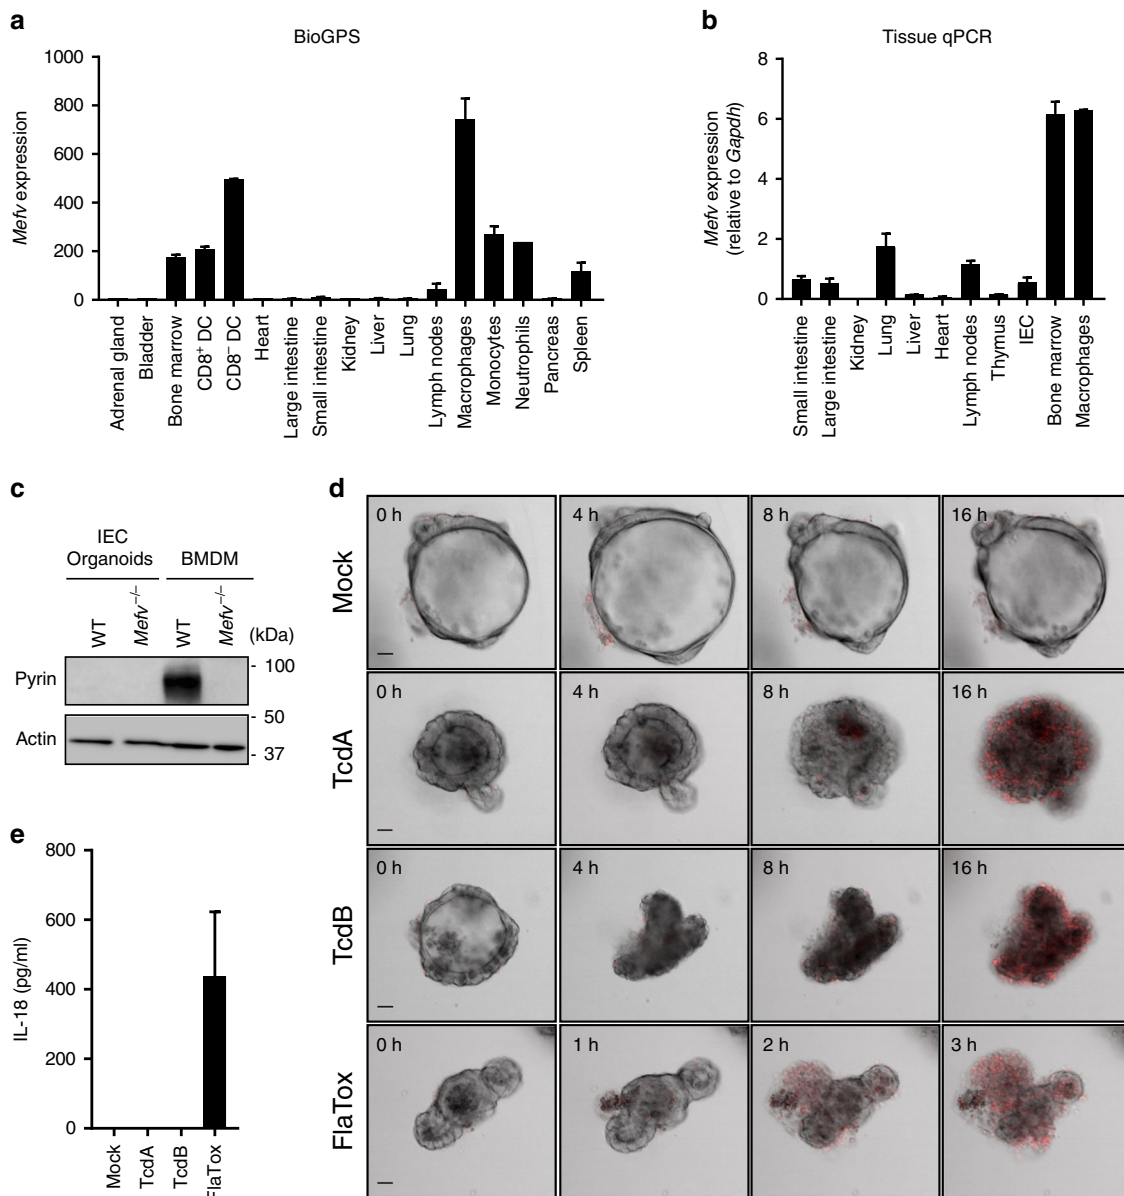 a
BioGPS
Mefv expression
1000
800
600
400
200
0
Adrenal gland
Bladder
Bone marrow
CD8⁺ DC
CD8⁻ DC
Heart
Large intestine
Small intestine
Kidney
Liver
Lung
Lymph nodes
Macrophages
Monocytes
Neutrophils
Pancreas
Spleen
b
Tissue qPCR
Mefv expression
(relative to Gapdh)
8
6
4
2
0
Small intestine
Large intestine
Kidney
Lung
Liver
Heart
Lymph nodes
Thymus
IEC
Bone marrow
Macrophages
c
IEC
Organoids
BMDM
WT
Mefv⁻/⁻
WT
Mefv⁻/⁻
(kDa)
Pyrin
- 100
Actin
- 50
- 37
d
Mock
0 h
4 h
8 h
16 h
TcdA
0 h
4 h
8 h
16 h
TcdB
0 h
4 h
8 h
16 h
FlaTox
0 h
1 h
2 h
3 h
e
IL-18 (pg/ml)
800
600
400
200
0
Mock
TcdA
TcdB
FlaTox